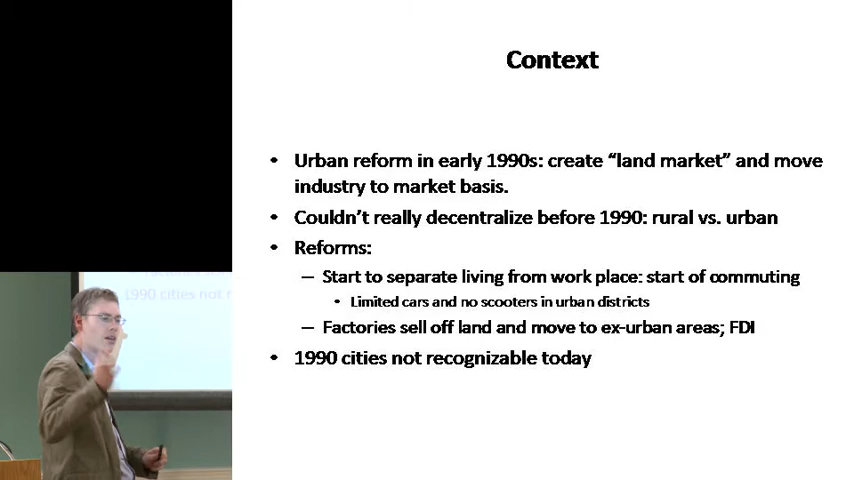 Context
• Urban reform in early 1990s: create “land market” and move
industry to market basis.
• Couldn’t really decentralize before 1990: rural vs. urban
• Reforms:
– Start to separate living from work place: start of commuting
• Limited cars and no scooters in urban districts
– Factories sell off land and move to ex-urban areas; FDI
• 1990 cities not recognizable today
1990 cities not r